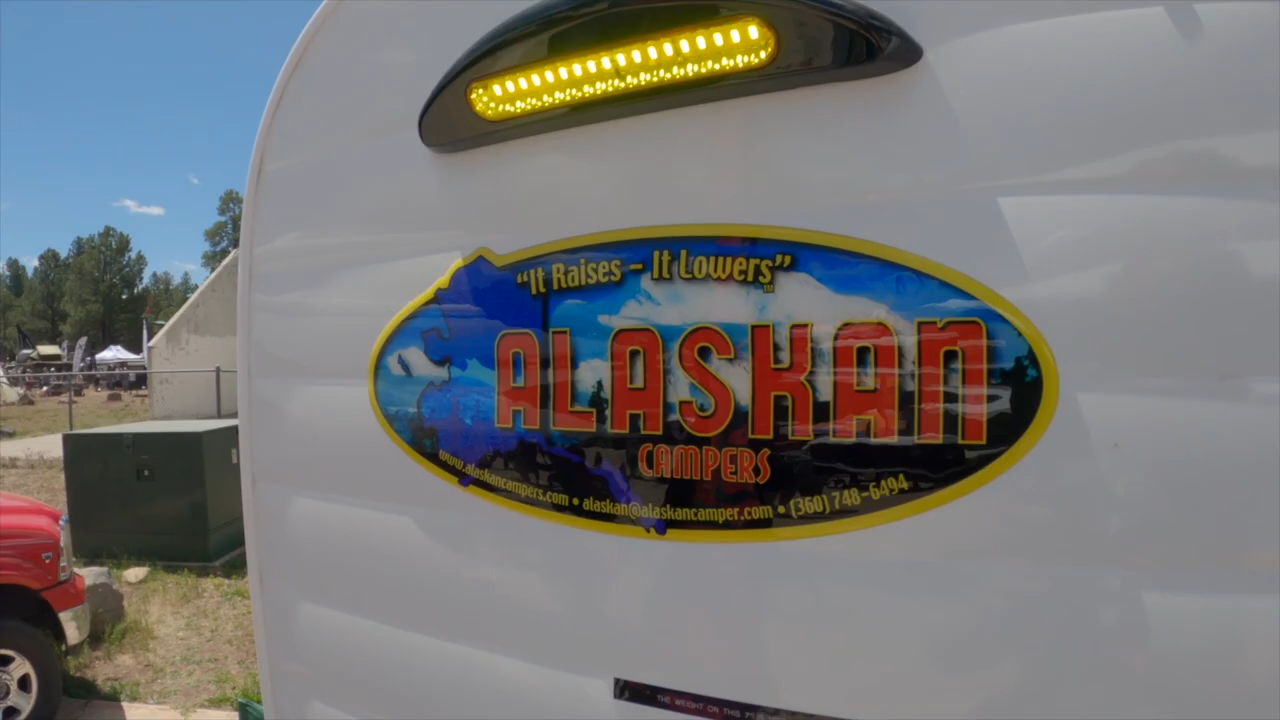 “It Raises - It Lowers”
TM
ALASKAN
CAMPERS
www.alaskancampers.com • alaskan@alaskancamper.com • (360) 748-6494
THE WEIGHT ON THIS